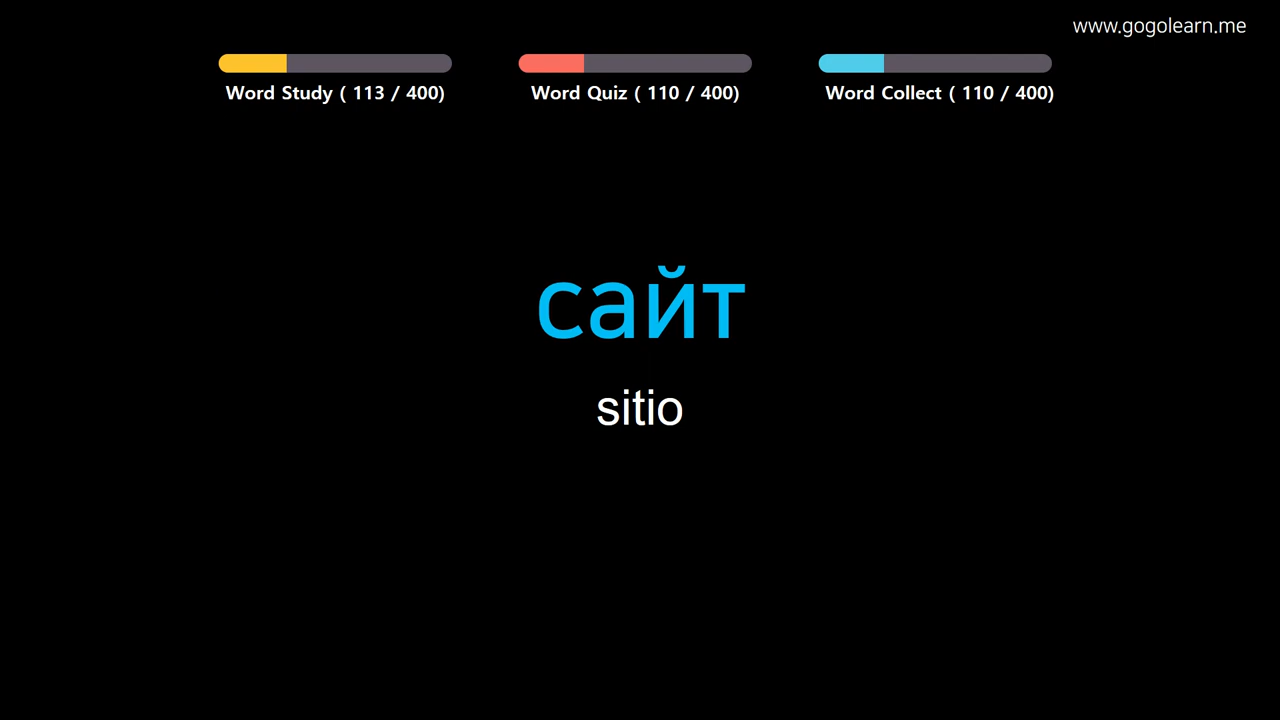 www.gogolearn.me
Word Study ( 113 / 400)
Word Quiz ( 110 / 400)
Word Collect ( 110 / 400)
сайт
sitio